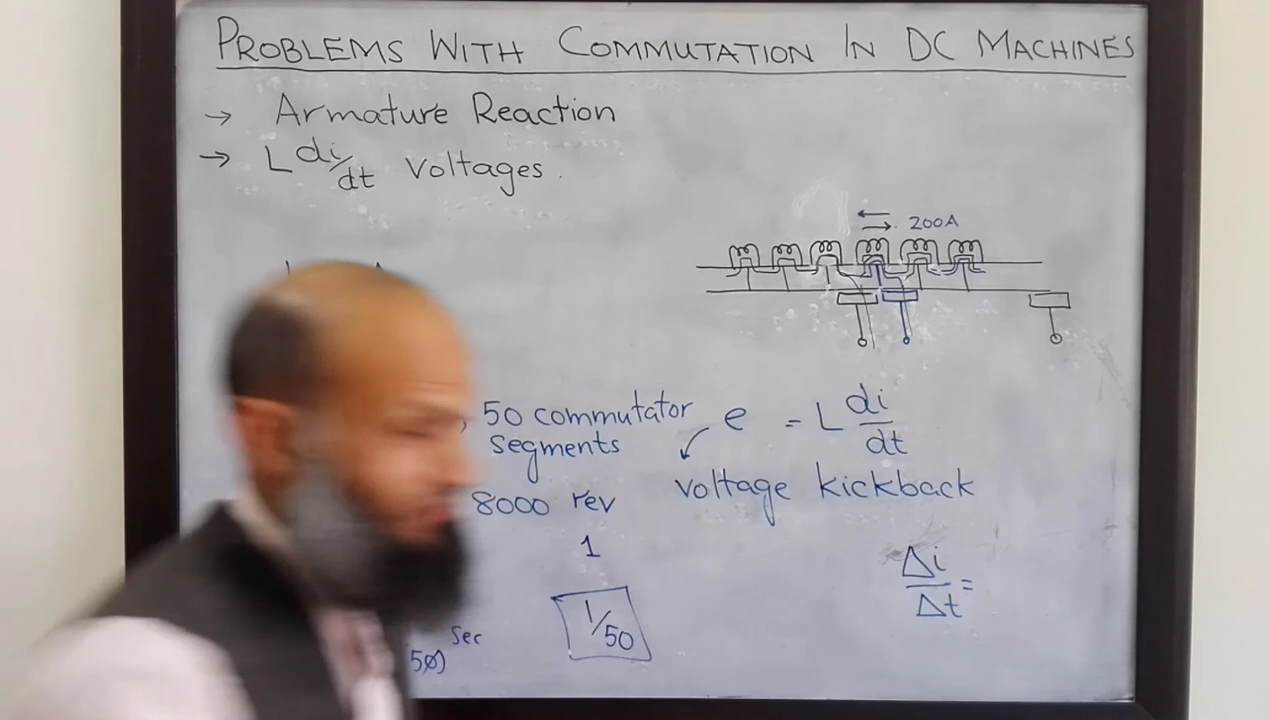 PROBLEMS WITH COMMUTATION IN DC MACHINES
→ Armature Reaction
→ L di/dt Voltages.
200A
50 commutator
segments
e = L di/dt
voltage kickback
8000 rev
1
Δi/Δt =
1/50
Sec
50)